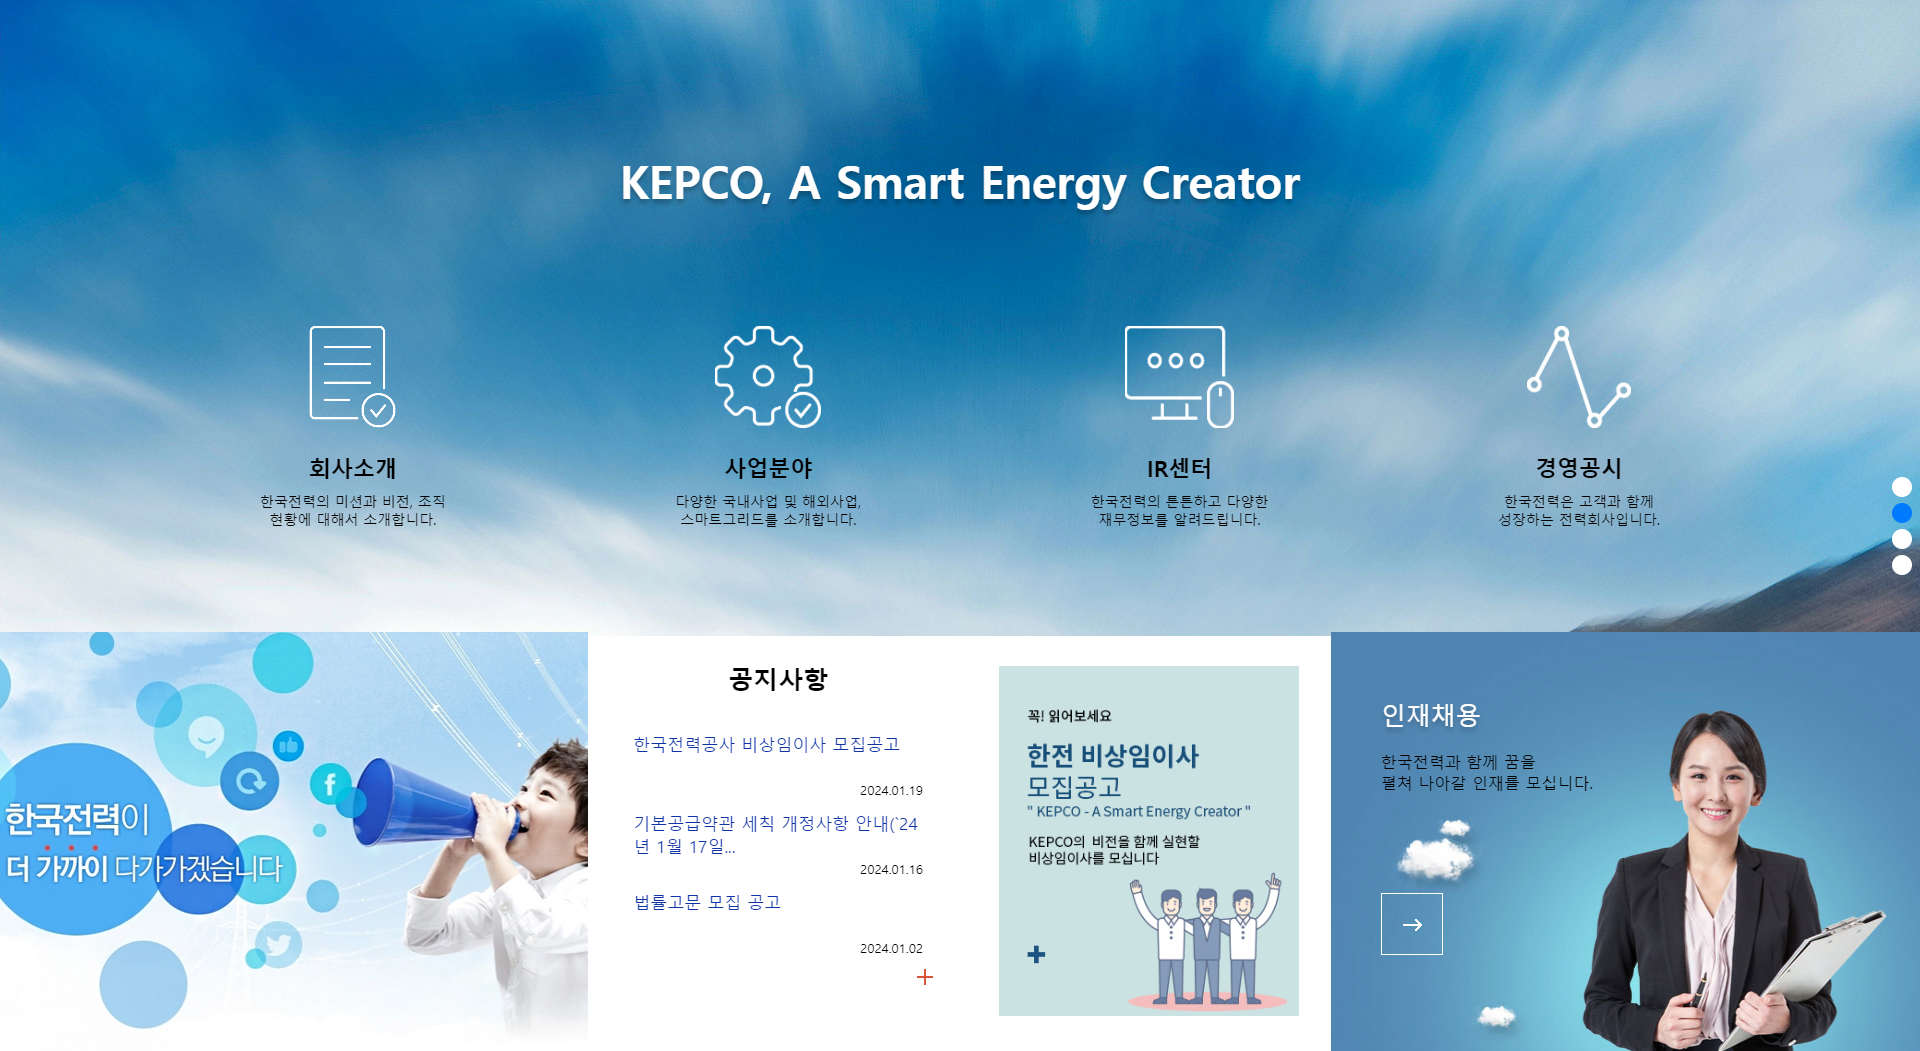 KEPCO, A Smart Energy Creator
회사소개
한국전력의 미션과 비전, 조직
현황에 대해서 소개합니다.
사업분야
다양한 국내사업 및 해외사업,
스마트그리드를 소개합니다.
IR센터
한국전력의 튼튼하고 다양한
재무정보를 알려드립니다.
경영공시
한국전력은 고객과 함께
성장하는 전력회사입니다.
한국전력이
더 가까이 다가가겠습니다
공지사항
한국전력공사 비상임이사 모집공고
2024.01.19
기본공급약관 세칙 개정사항 안내(`24
년 1월 17일...
2024.01.16
법률고문 모집 공고
2024.01.02
꼭! 읽어보세요
한전 비상임이사
모집공고
" KEPCO - A Smart Energy Creator "
KEPCO의 비전을 함께 실현할
비상임이사를 모십니다
인재채용
한국전력과 함께 꿈을
펼쳐 나아갈 인재를 모십니다.